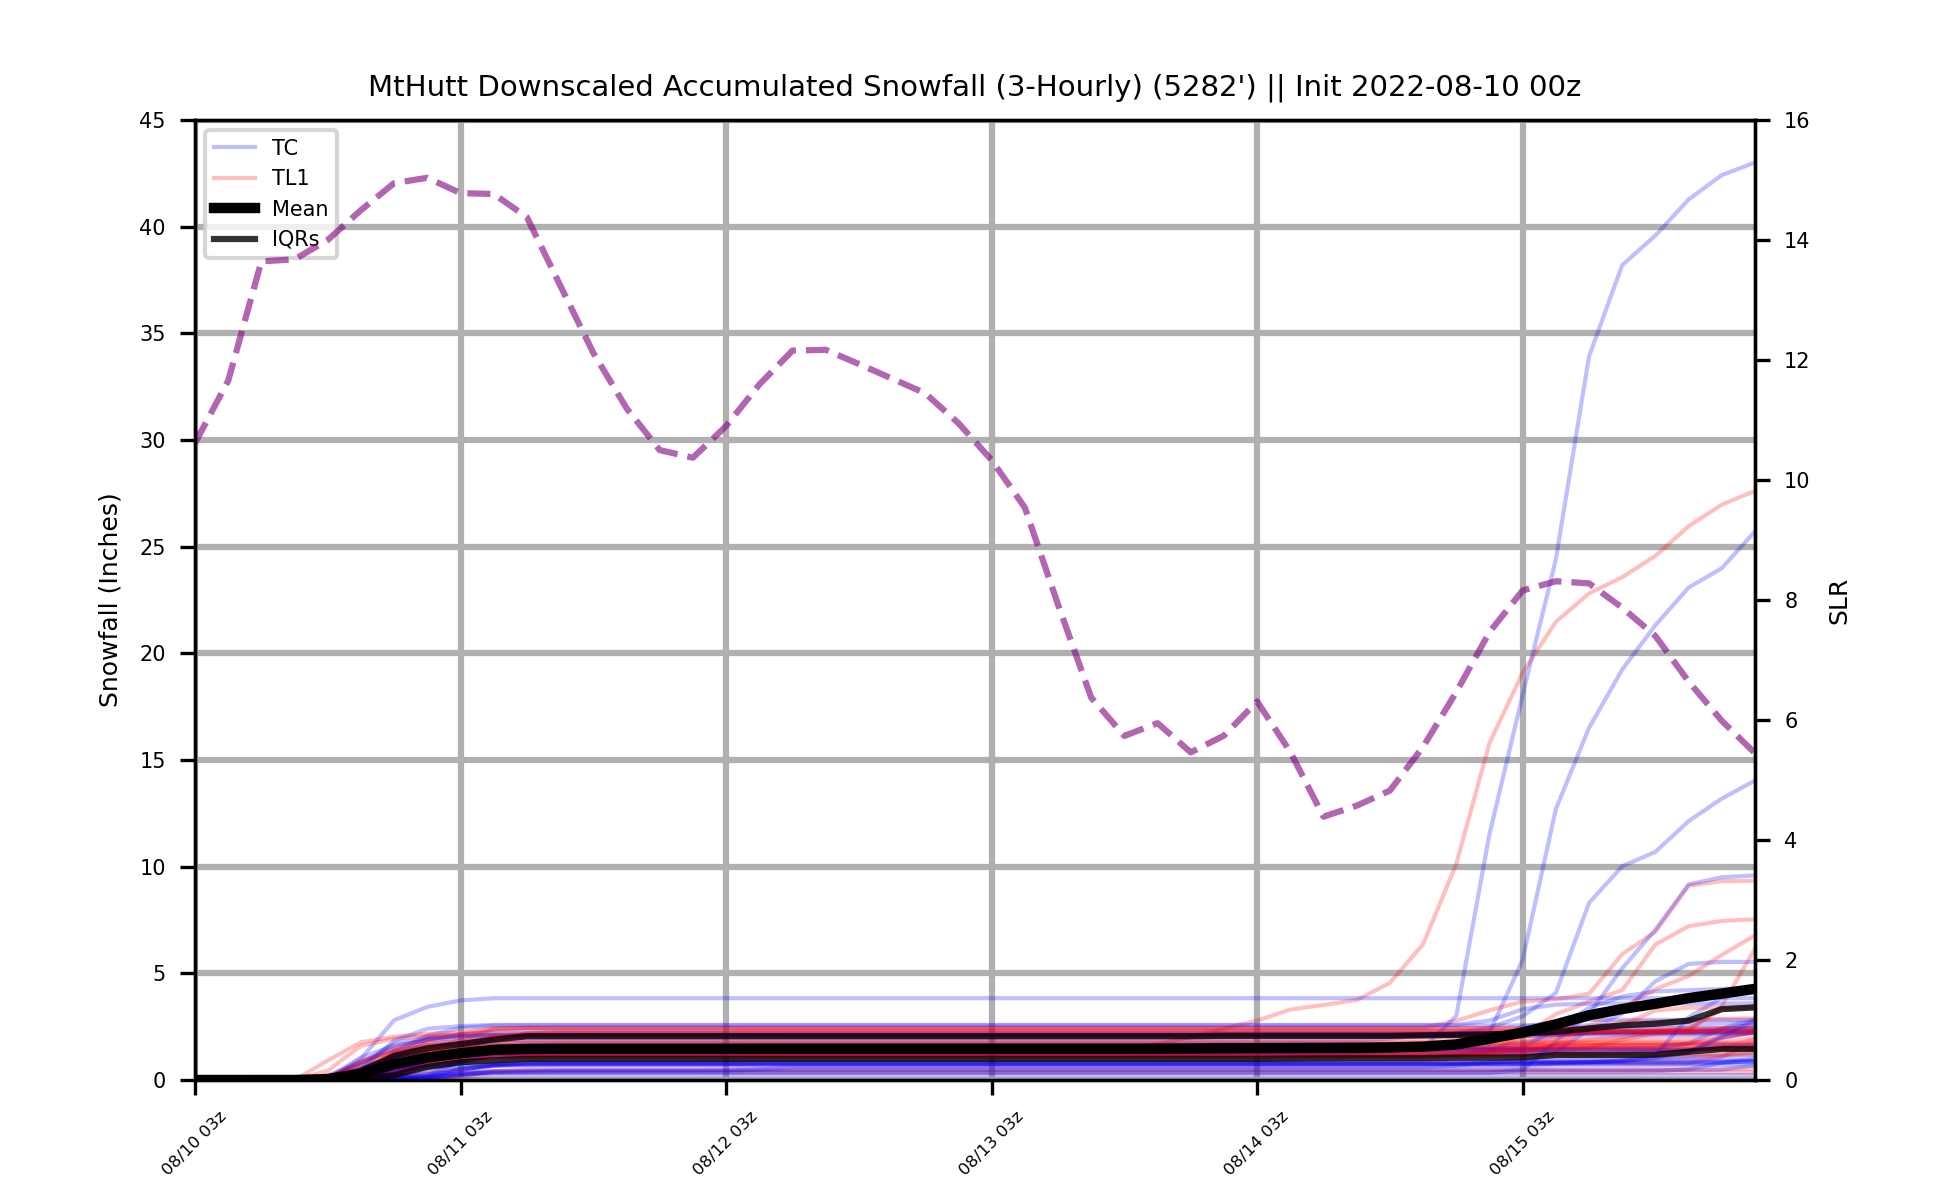 MtHutt Downscaled Accumulated Snowfall (3-Hourly) (5282') || Init 2022-08-10 00z
TC
TL1
Mean
IQRs
Snowfall (Inches)
45
40
35
30
25
20
15
10
5
0
16
14
12
10
8
6
4
2
0
SLR
08/10 03z
08/11 03z
08/12 03z
08/13 03z
08/14 03z
08/15 03z